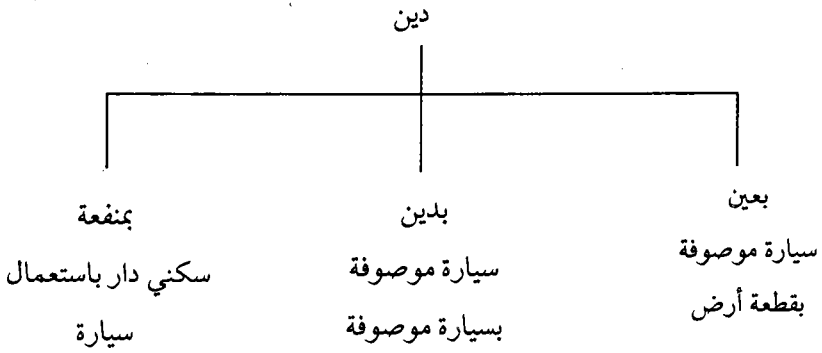 دين
بعين
سيارة موصوفة
بقطعة أرض
بدين
سيارة موصوفة
بسيارة موصوفة
بمنفعة
سكني دار باستعمال
سيارة